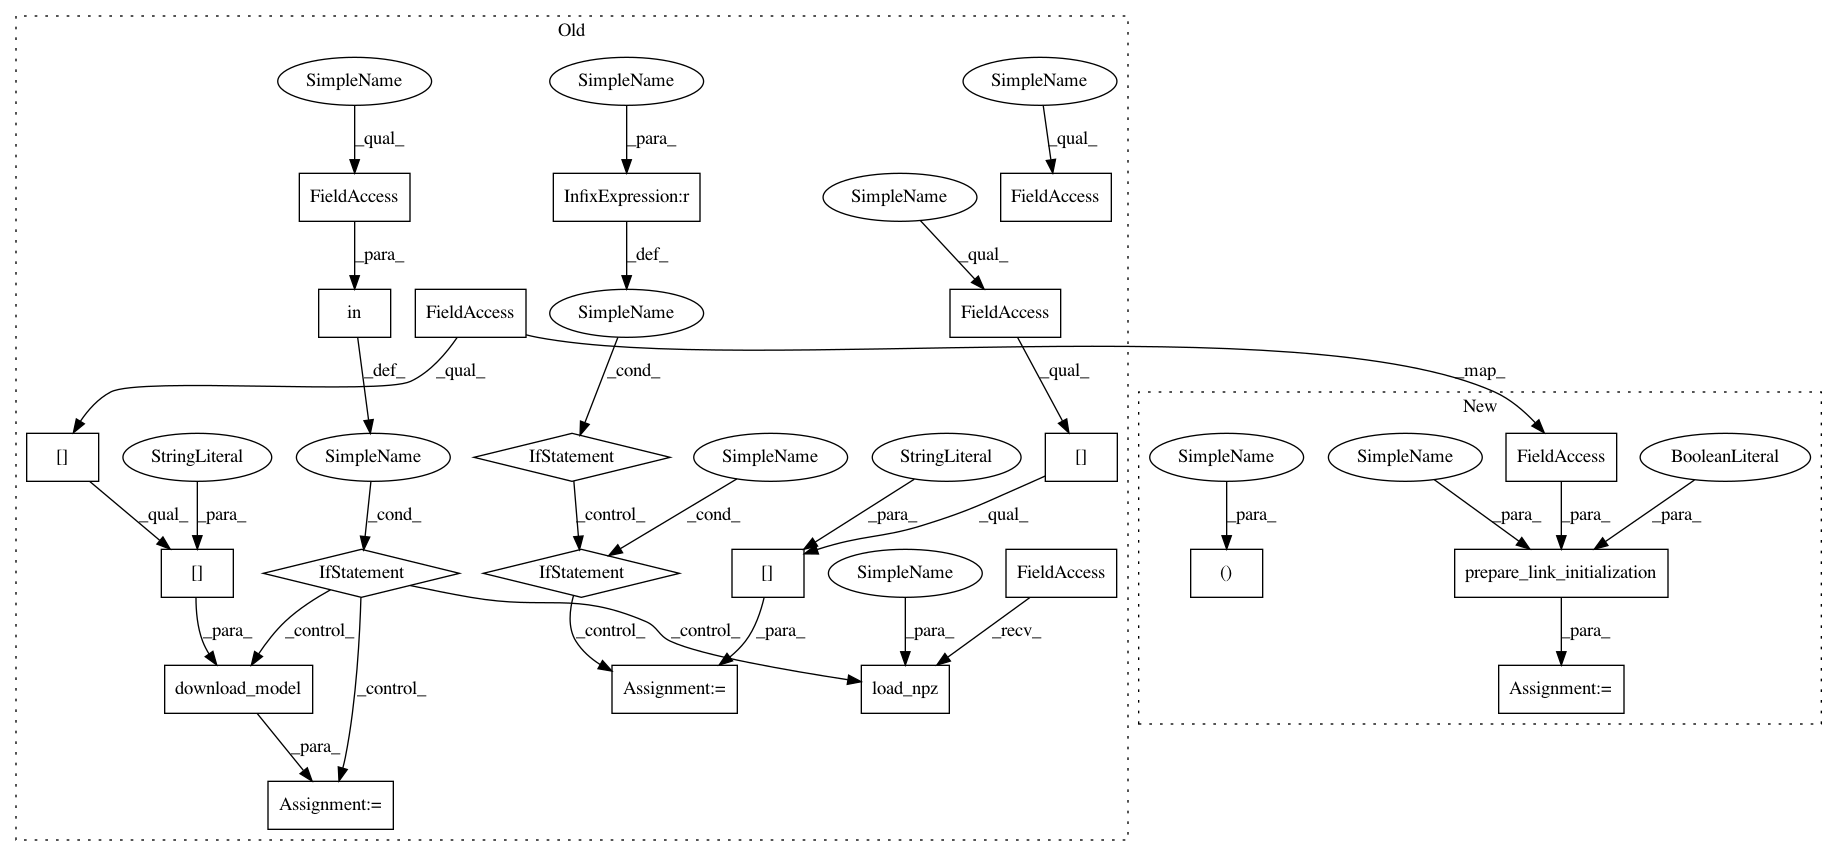 Old
SimpleName
SimpleName
SimpleName
_qual_
_para_
_qual_
FieldAccess
InfixExpression:r
SimpleName
FieldAccess
_para_
_def_
_qual_
in
FieldAccess
SimpleName
FieldAccess
_def_
_qual_
_cond_
_qual_
_map_
New
[]
StringLiteral
SimpleName
IfStatement
SimpleName
StringLiteral
[]
SimpleName
SimpleName
FieldAccess
BooleanLiteral
_qual_
_para_
_cond_
_control_
_cond_
_para_
_qual_
_para_
_para_
_para_
_para_
[]
IfStatement
IfStatement
[]
SimpleName
FieldAccess
()
prepare_link_initialization
_para_
_control_
_control_
_control_
_para_
_para_
_recv_
_para_
download_model
_control_
Assignment:=
load_npz
Assignment:=
_para_
Assignment:=